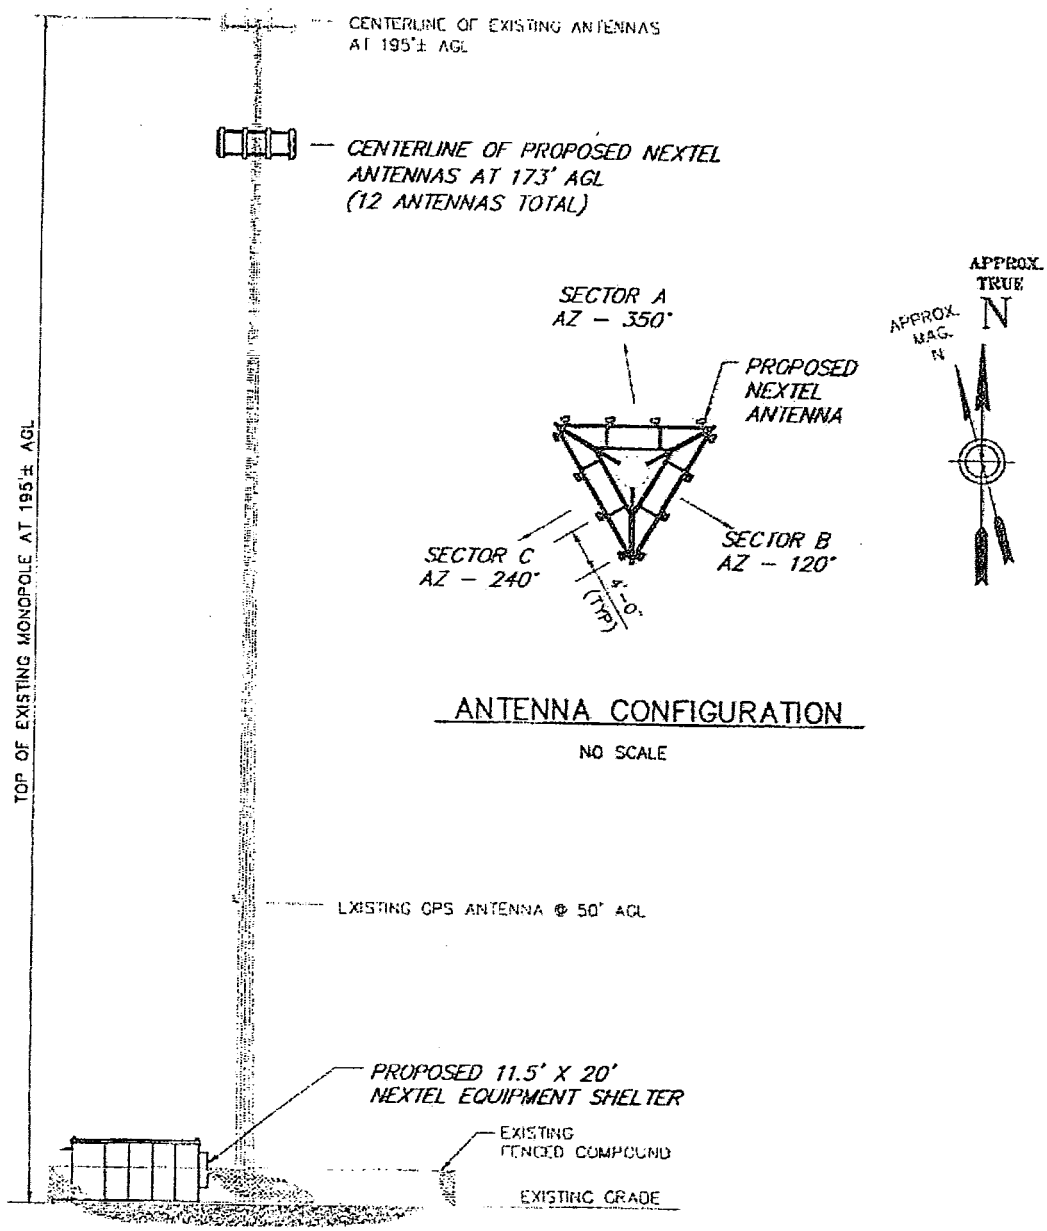 CENTERLINE OF EXISTING ANTENNAS
AT 195'± AGL
CENTERLINE OF PROPOSED NEXTEL
ANTENNAS AT 173' AGL
(12 ANTENNAS TOTAL)
TOP OF EXISTING MONOPOLE AT 195'± AGL
SECTOR A
AZ – 350°
PROPOSED
NEXTEL
ANTENNA
SECTOR B
AZ – 120°
SECTOR C
AZ – 240°
4'-0"
(TYP)
APPROX.
TRUE
N
APPROX.
MAG.
N
ANTENNA CONFIGURATION
NO SCALE
EXISTING GPS ANTENNA @ 50' AGL
PROPOSED 11.5' X 20'
NEXTEL EQUIPMENT SHELTER
EXISTING
FENCED COMPOUND
EXISTING GRADE